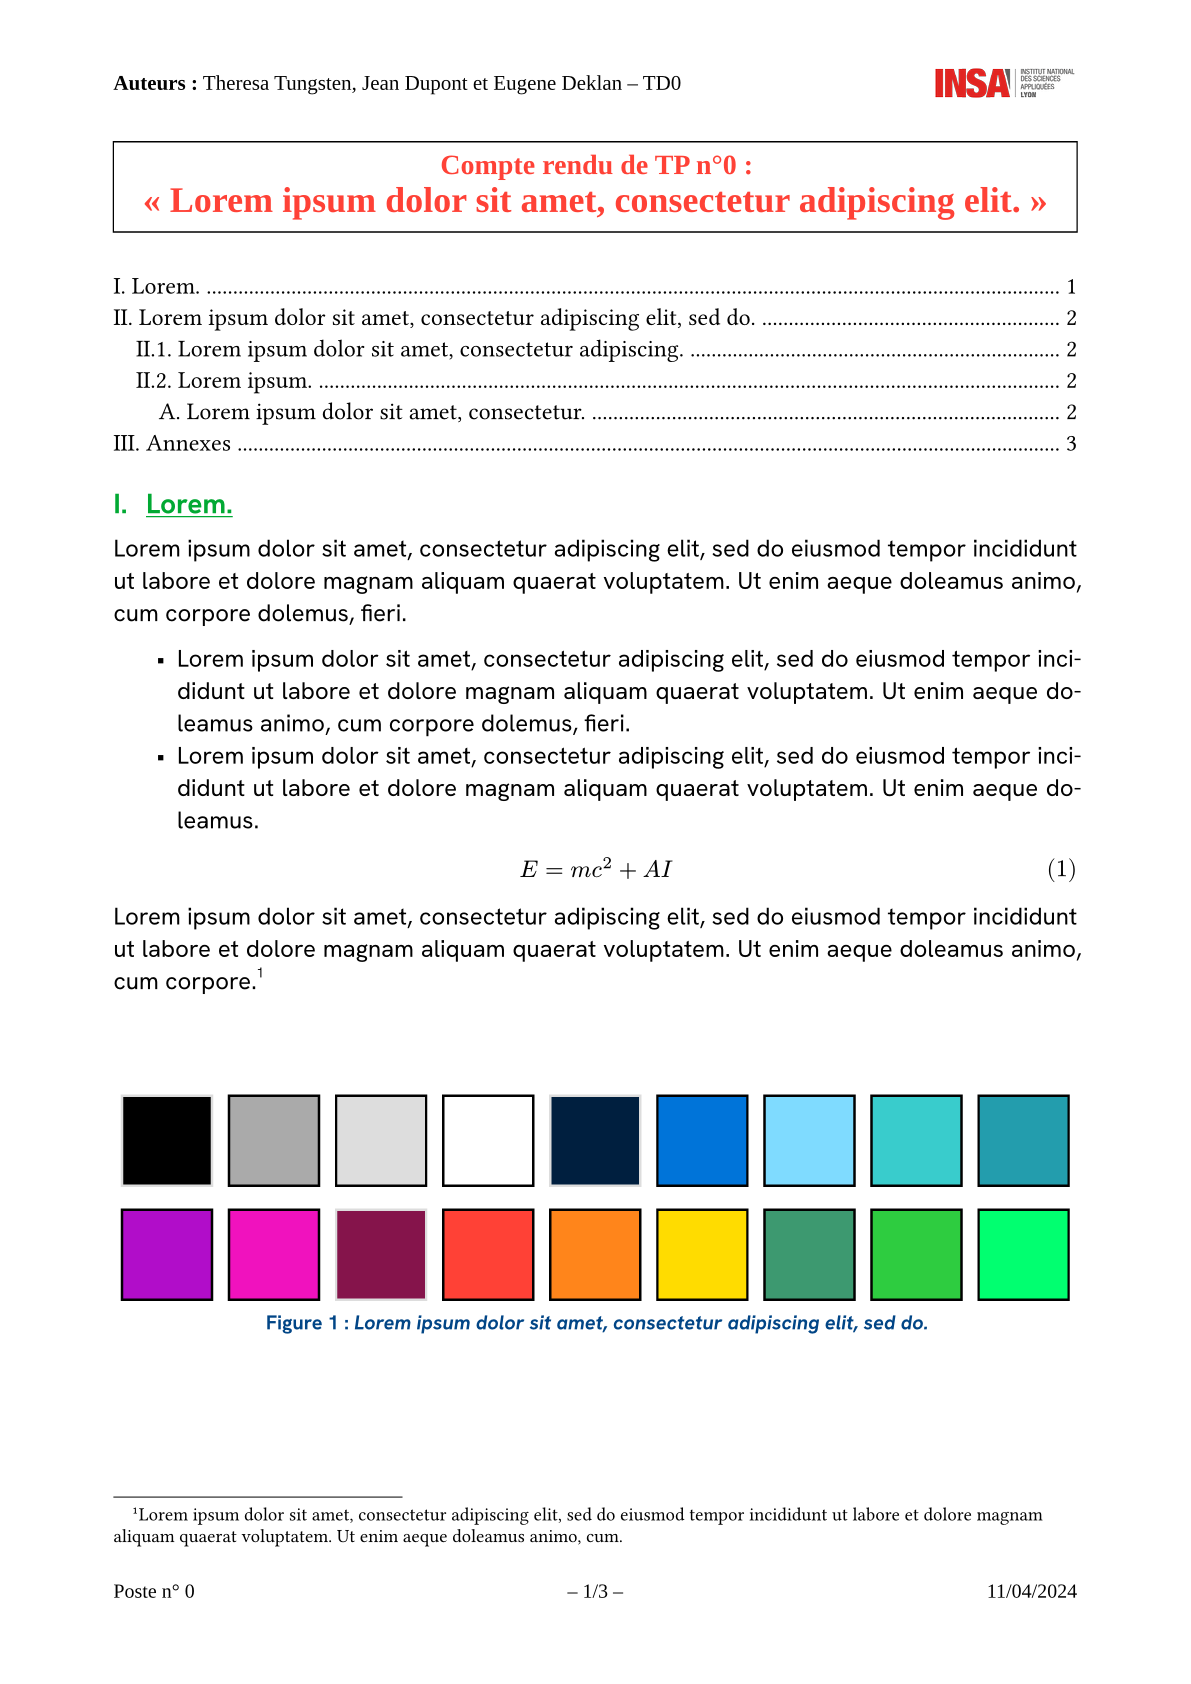 Auteurs : Theresa Tungsten, Jean Dupont et Eugene Deklan – TD0
INSA
INSTITUT NATIONAL
DES SCIENCES
APPLIQUÉES
LYON
Compte rendu de TP n°0 :
« Lorem ipsum dolor sit amet, consectetur adipiscing elit. »
I. Lorem. ........ 1
II. Lorem ipsum dolor sit amet, consectetur adipiscing elit, sed do. ........ 2
II.1. Lorem ipsum dolor sit amet, consectetur adipiscing. ........ 2
II.2. Lorem ipsum. ........ 2
A. Lorem ipsum dolor sit amet, consectetur. ........ 2
III. Annexes ........ 3
I. Lorem.
Lorem ipsum dolor sit amet, consectetur adipiscing elit, sed do eiusmod tempor incididunt
ut labore et dolore magnam aliquam quaerat voluptatem. Ut enim aeque doleamus animo,
cum corpore dolemus, fieri.
▪ Lorem ipsum dolor sit amet, consectetur adipiscing elit, sed do eiusmod tempor inci-
didunt ut labore et dolore magnam aliquam quaerat voluptatem. Ut enim aeque do-
leamus animo, cum corpore dolemus, fieri.
▪ Lorem ipsum dolor sit amet, consectetur adipiscing elit, sed do eiusmod tempor inci-
didunt ut labore et dolore magnam aliquam quaerat voluptatem. Ut enim aeque do-
leamus.
E = mc² + AI (1)
Lorem ipsum dolor sit amet, consectetur adipiscing elit, sed do eiusmod tempor incididunt
ut labore et dolore magnam aliquam quaerat voluptatem. Ut enim aeque doleamus animo,
cum corpore.¹
Figure 1 : Lorem ipsum dolor sit amet, consectetur adipiscing elit, sed do.
¹Lorem ipsum dolor sit amet, consectetur adipiscing elit, sed do eiusmod tempor incididunt ut labore et dolore magnam
aliquam quaerat voluptatem. Ut enim aeque doleamus animo, cum.
Poste n° 0 – 1/3 – 11/04/2024